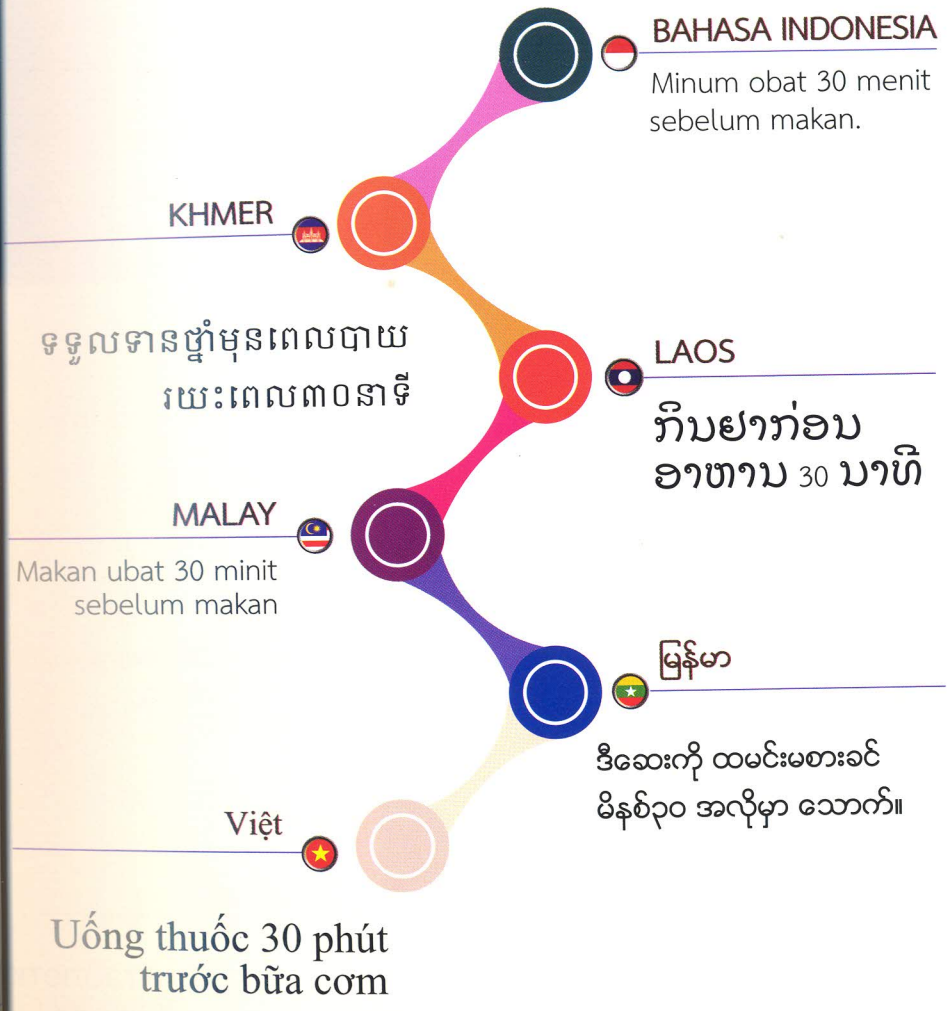 BAHASA INDONESIA
Minum obat 30 menit
sebelum makan.
KHMER
ទទួលទានថ្នាំមុនពេលបាយ
រយះពេល៣០នាទី
LAOS
ກິນຢາກ່ອນ
ອາຫານ 30 ນາທີ
MALAY
Makan ubat 30 minit
sebelum makan
မြန်မာ
ဒီဆေးကို ထမင်းမစားခင်
မိနစ်၃၀ အလိုမှာ သောက်။
Việt
Uống thuốc 30 phút
trước bữa cơm